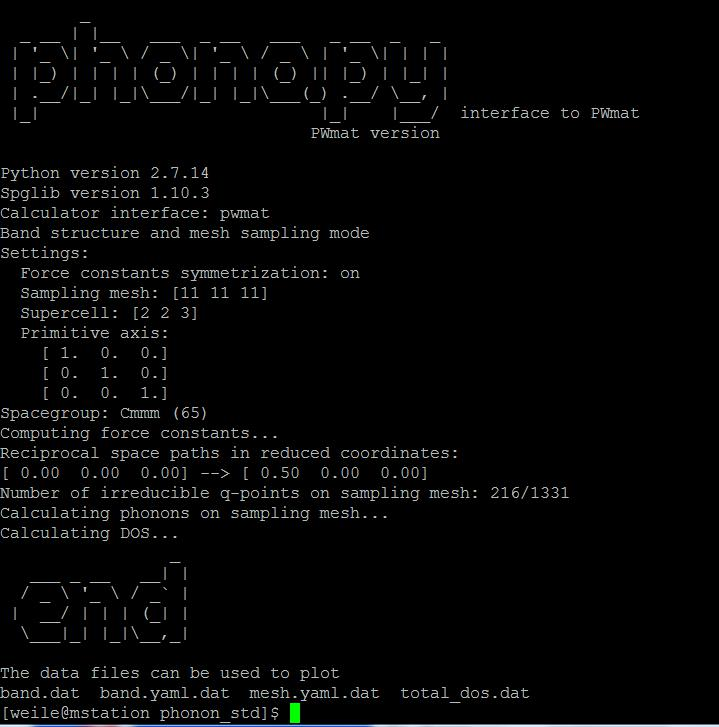 phonopy
interface to PWmat
PWmat version
Python version 2.7.14
Spglib version 1.10.3
Calculator interface: pwmat
Band structure and mesh sampling mode
Settings:
Force constants symmetrization: on
Sampling mesh: [11 11 11]
Supercell: [2 2 3]
Primitive axis:
[ 1. 0. 0.]
[ 0. 1. 0.]
[ 0. 0. 1.]
Spacegroup: Cmmm (65)
Computing force constants...
Reciprocal space paths in reduced coordinates:
[ 0.00 0.00 0.00] --> [ 0.50 0.00 0.00]
Number of irreducible q-points on sampling mesh: 216/1331
Calculating phonons on sampling mesh...
Calculating DOS...
end
The data files can be used to plot
band.dat band.yaml.dat mesh.yaml.dat total_dos.dat
[weile@mstation phonon_std]$